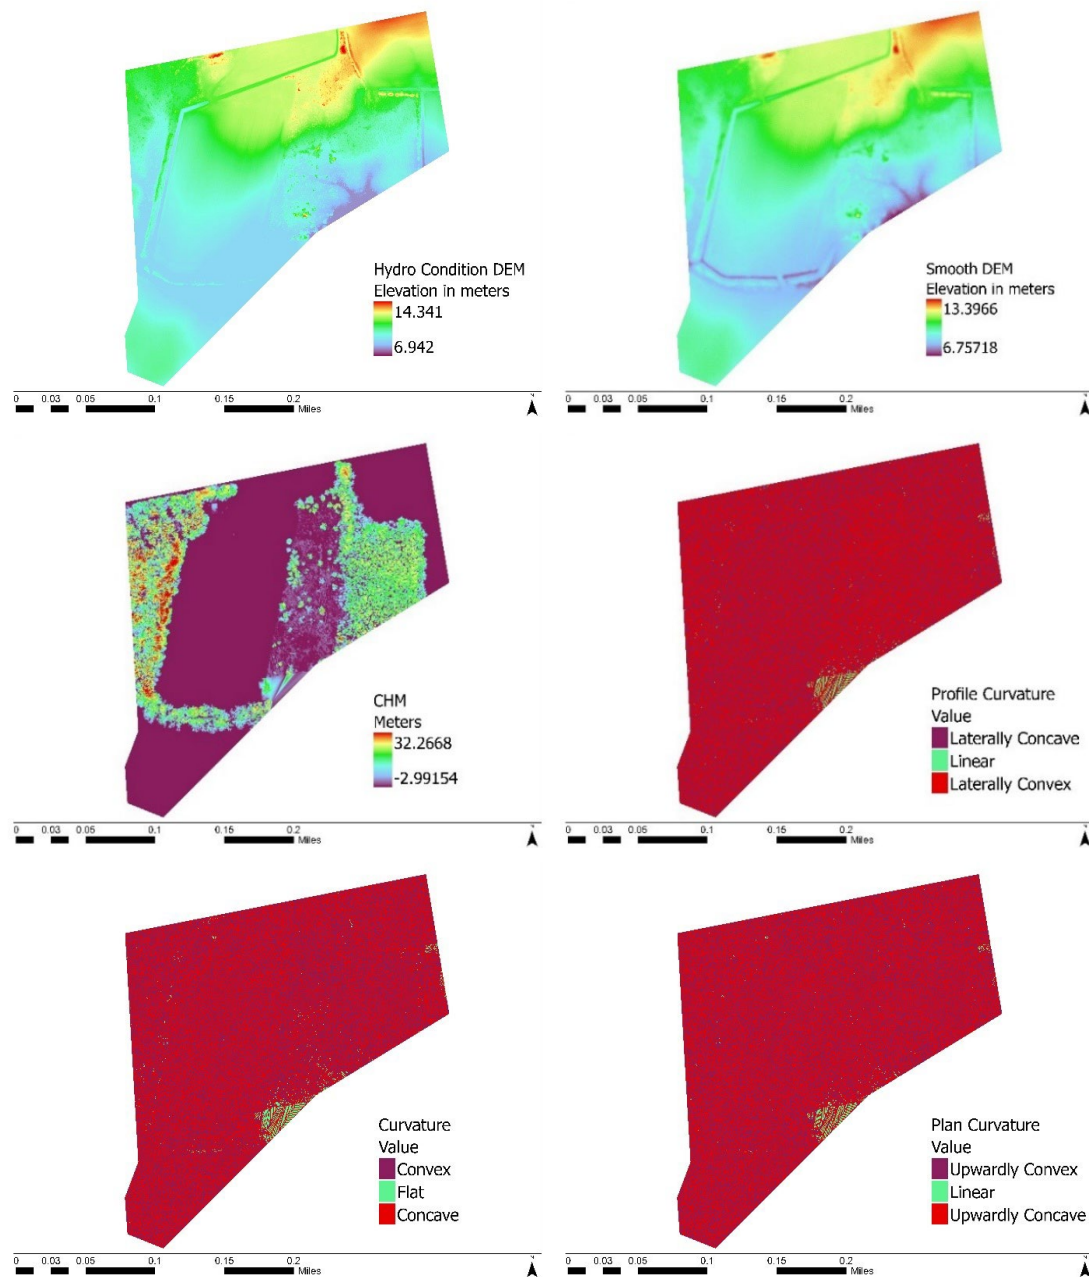 Hydro Condition DEM
Elevation in meters
14.341
6.942
0 0.03 0.05 0.1 0.15 0.2
Miles
Smooth DEM
Elevation in meters
13.3966
6.75718
0 0.03 0.05 0.1 0.15 0.2
Miles
CHM
Meters
32.2668
-2.99154
0 0.03 0.05 0.1 0.15 0.2
Miles
Profile Curvature
Value
Laterally Concave
Linear
Laterally Convex
0 0.03 0.05 0.1 0.15 0.2
Miles
Curvature
Value
Convex
Flat
Concave
0 0.03 0.05 0.1 0.15 0.2
Miles
Plan Curvature
Value
Upwardly Convex
Linear
Upwardly Concave
0 0.03 0.05 0.1 0.15 0.2
Miles